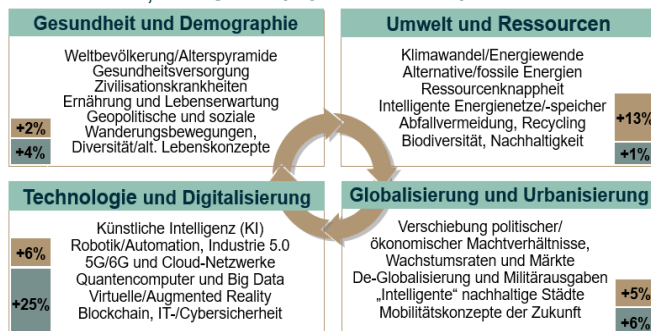 Gesundheit und Demographie
Weltbevölkerung/Alterspyramide
Gesundheitsversorgung
Zivilisationskrankheiten
Ernährung und Lebenserwartung
Geopolitische und soziale
Wanderungsbewegungen,
Diversität/alt. Lebenskonzepte
+2%
+4%
Umwelt und Ressourcen
Klimawandel/Energiewende
Alternative/fossile Energien
Ressourcenknappheit
Intelligente Energienetze/-speicher
Abfallvermeidung, Recycling
Biodiversität, Nachhaltigkeit
+13%
+1%
Technologie und Digitalisierung
Künstliche Intelligenz (KI)
Robotik/Automation, Industrie 5.0
5G/6G und Cloud-Netzwerke
Quantencomputer und Big Data
Virtuelle/Augmented Reality
Blockchain, IT-/Cybersicherheit
+6%
+25%
Globalisierung und Urbanisierung
Verschiebung politischer/
ökonomischer Machtverhältnisse,
Wachstumsraten und Märkte
De-Globalisierung und Militärausgaben
„Intelligente“ nachhaltige Städte
Mobilitätskonzepte der Zukunft
+5%
+6%